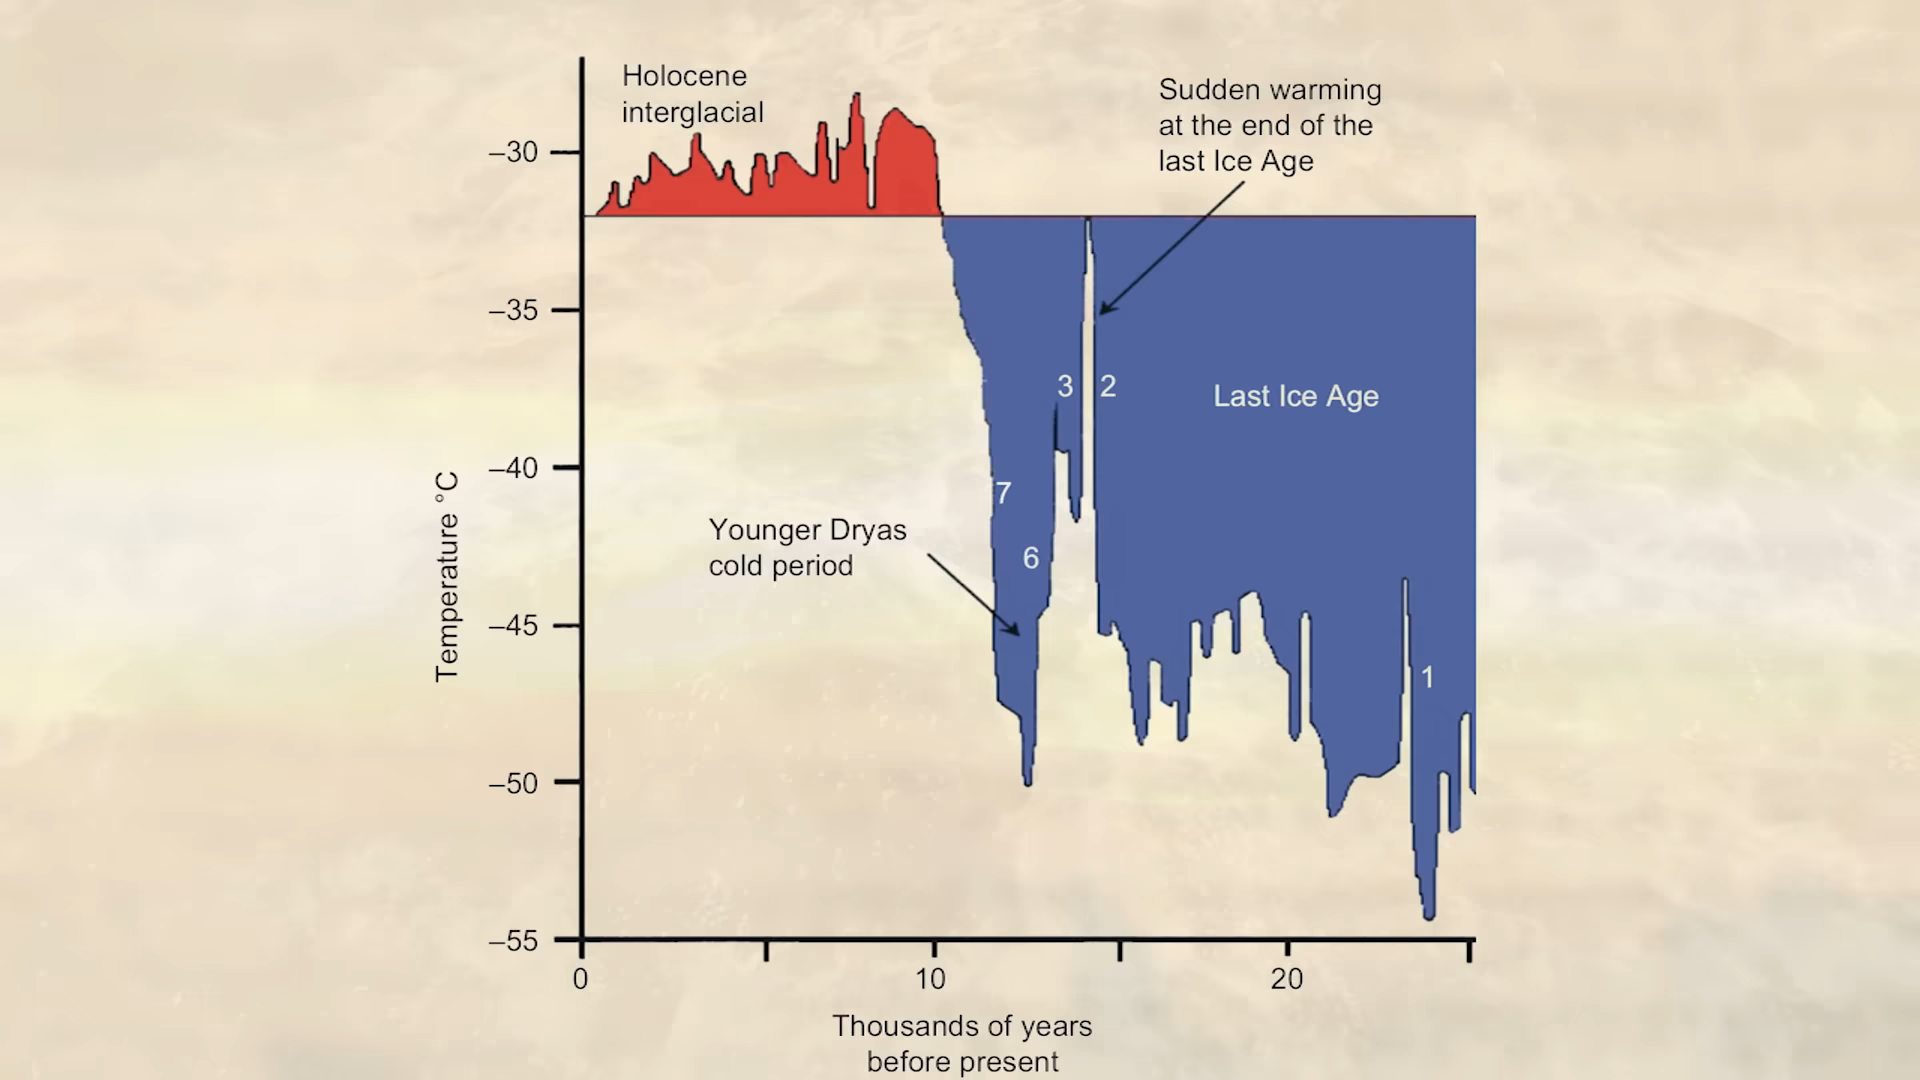 Holocene
interglacial
Sudden warming
at the end of the
last Ice Age
–30
–35
3
2
Last Ice Age
–40
7
Younger Dryas
cold period
6
Temperature °C
–45
1
–50
–55
0
10
20
Thousands of years
before present